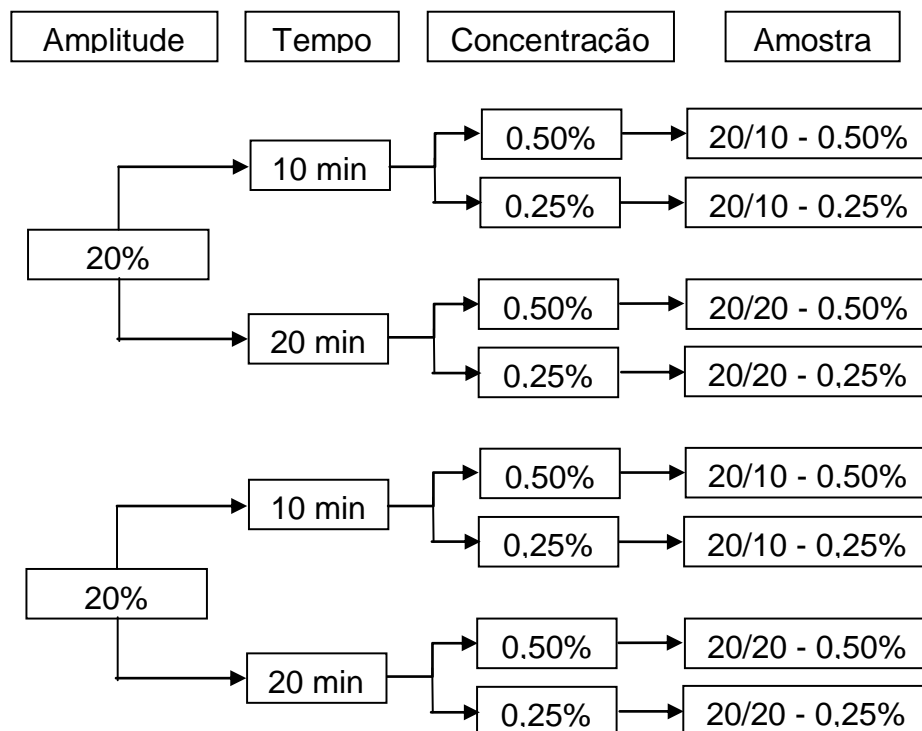 Amplitude Tempo Concentração Amostra
0,50% 20/10 - 0,50%
10 min
0,25% 20/10 - 0,25%
20%
0,50% 20/20 - 0,50%
20 min
0,25% 20/20 - 0,25%
0,50% 20/10 - 0,50%
10 min
0,25% 20/10 - 0,25%
20%
0,50% 20/20 - 0,50%
20 min
0,25% 20/20 - 0,25%